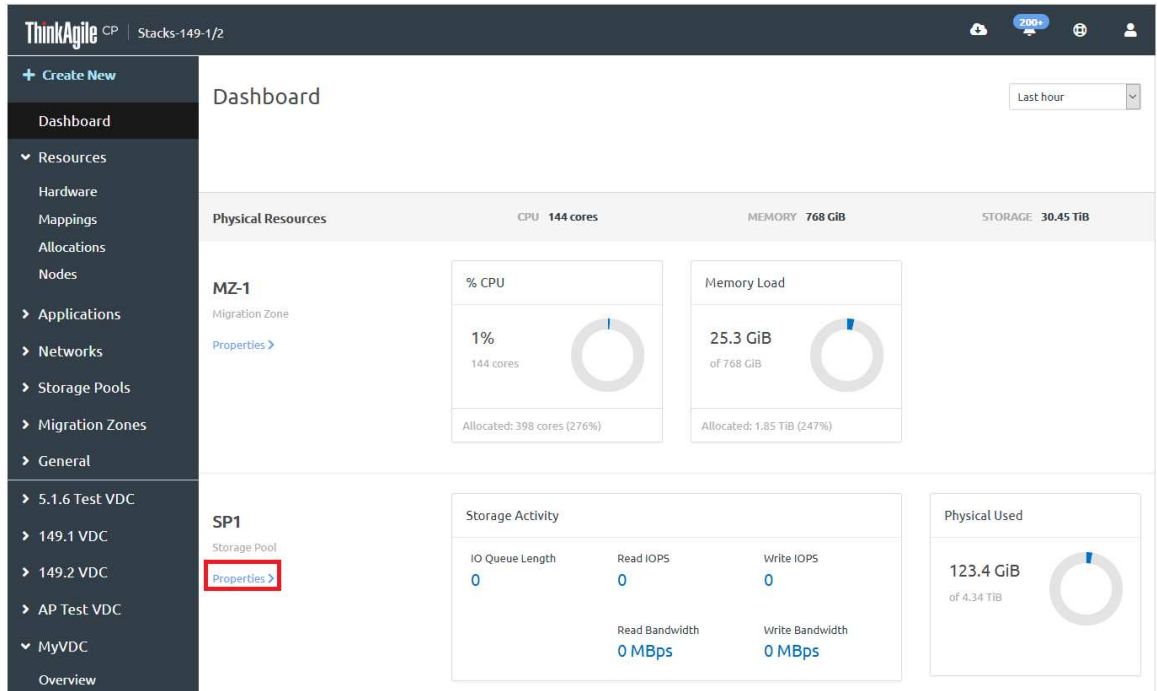 ThinkAgile CP | Stacks-149-1/2
200+
+ Create New
Dashboard
Resources
Hardware
Mappings
Allocations
Nodes
Applications
Networks
Storage Pools
Migration Zones
General
5.1.6 Test VDC
149.1 VDC
149.2 VDC
AP Test VDC
MyVDC
Overview
Dashboard
Last hour
Physical Resources CPU 144 cores MEMORY 768 GiB STORAGE 30.45 TiB
MZ-1
Migration Zone
Properties >
% CPU
1%
144 cores
Allocated: 398 cores (276%)
Memory Load
25.3 GiB
of 768 GiB
Allocated: 1.85 TiB (247%)
SP1
Storage Pool
Properties >
Storage Activity
IO Queue Length Read IOPS Write IOPS
0 0 0
Read Bandwidth Write Bandwidth
0 MBps 0 MBps
Physical Used
123.4 GiB
of 4.34 TiB